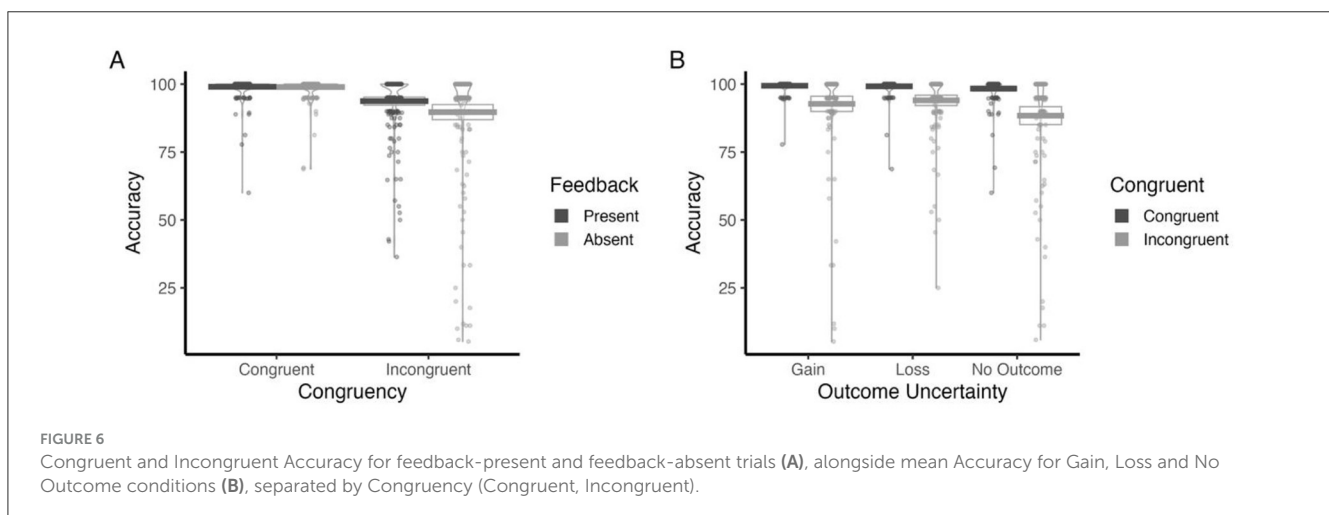 A
100
75
50
25
Accuracy
Congruent
Incongruent
Congruency
Feedback
Present
Absent
B
100
75
50
25
Accuracy
Gain
Loss
No Outcome
Outcome Uncertainty
Congruent
Congruent
Incongruent
FIGURE 6
Congruent and Incongruent Accuracy for feedback-present and feedback-absent trials (A), alongside mean Accuracy for Gain, Loss and No
Outcome conditions (B), separated by Congruency (Congruent, Incongruent).